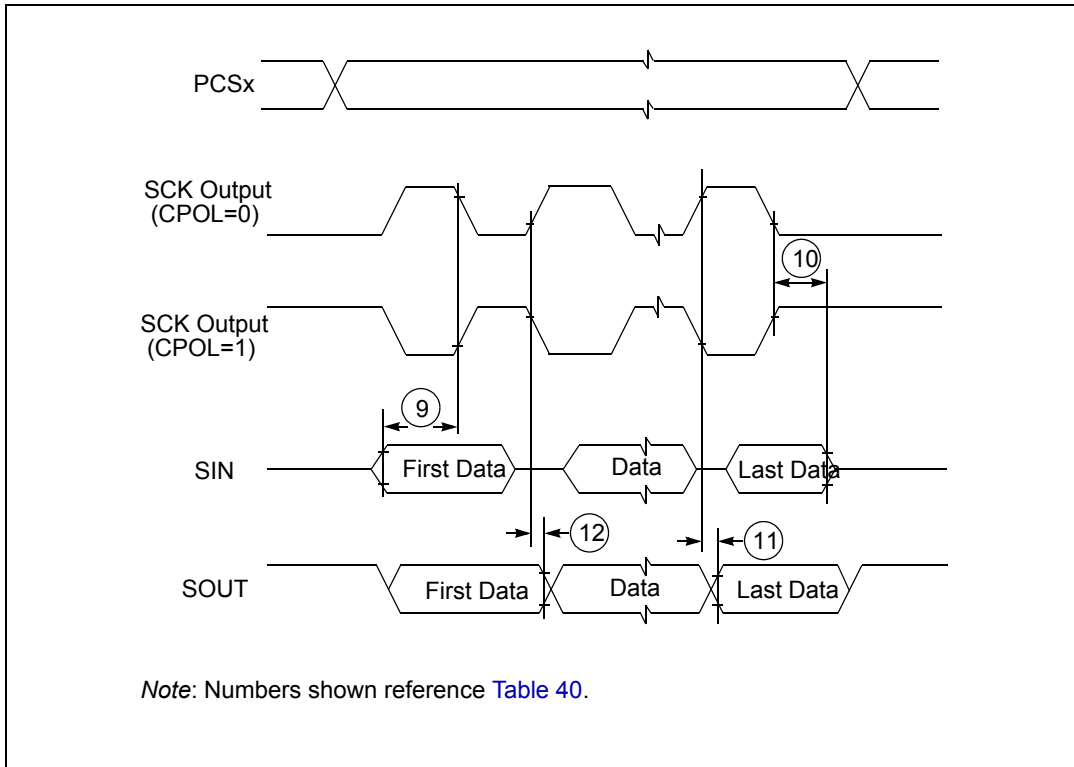 PCSx
SCK Output
(CPOL=0)
10
SCK Output
(CPOL=1)
9
SIN
First Data
Data
Last Data
12
11
SOUT
First Data
Data
Last Data
Note: Numbers shown reference Table 40.